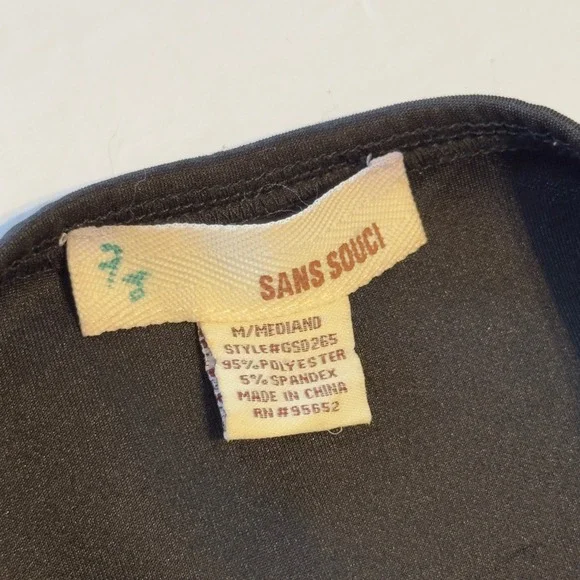 SANS SOUCI
M/MEDIANO
STYLE#GSD265
95% POLYESTER
5% SPANDEX
MADE IN CHINA
RN #95652